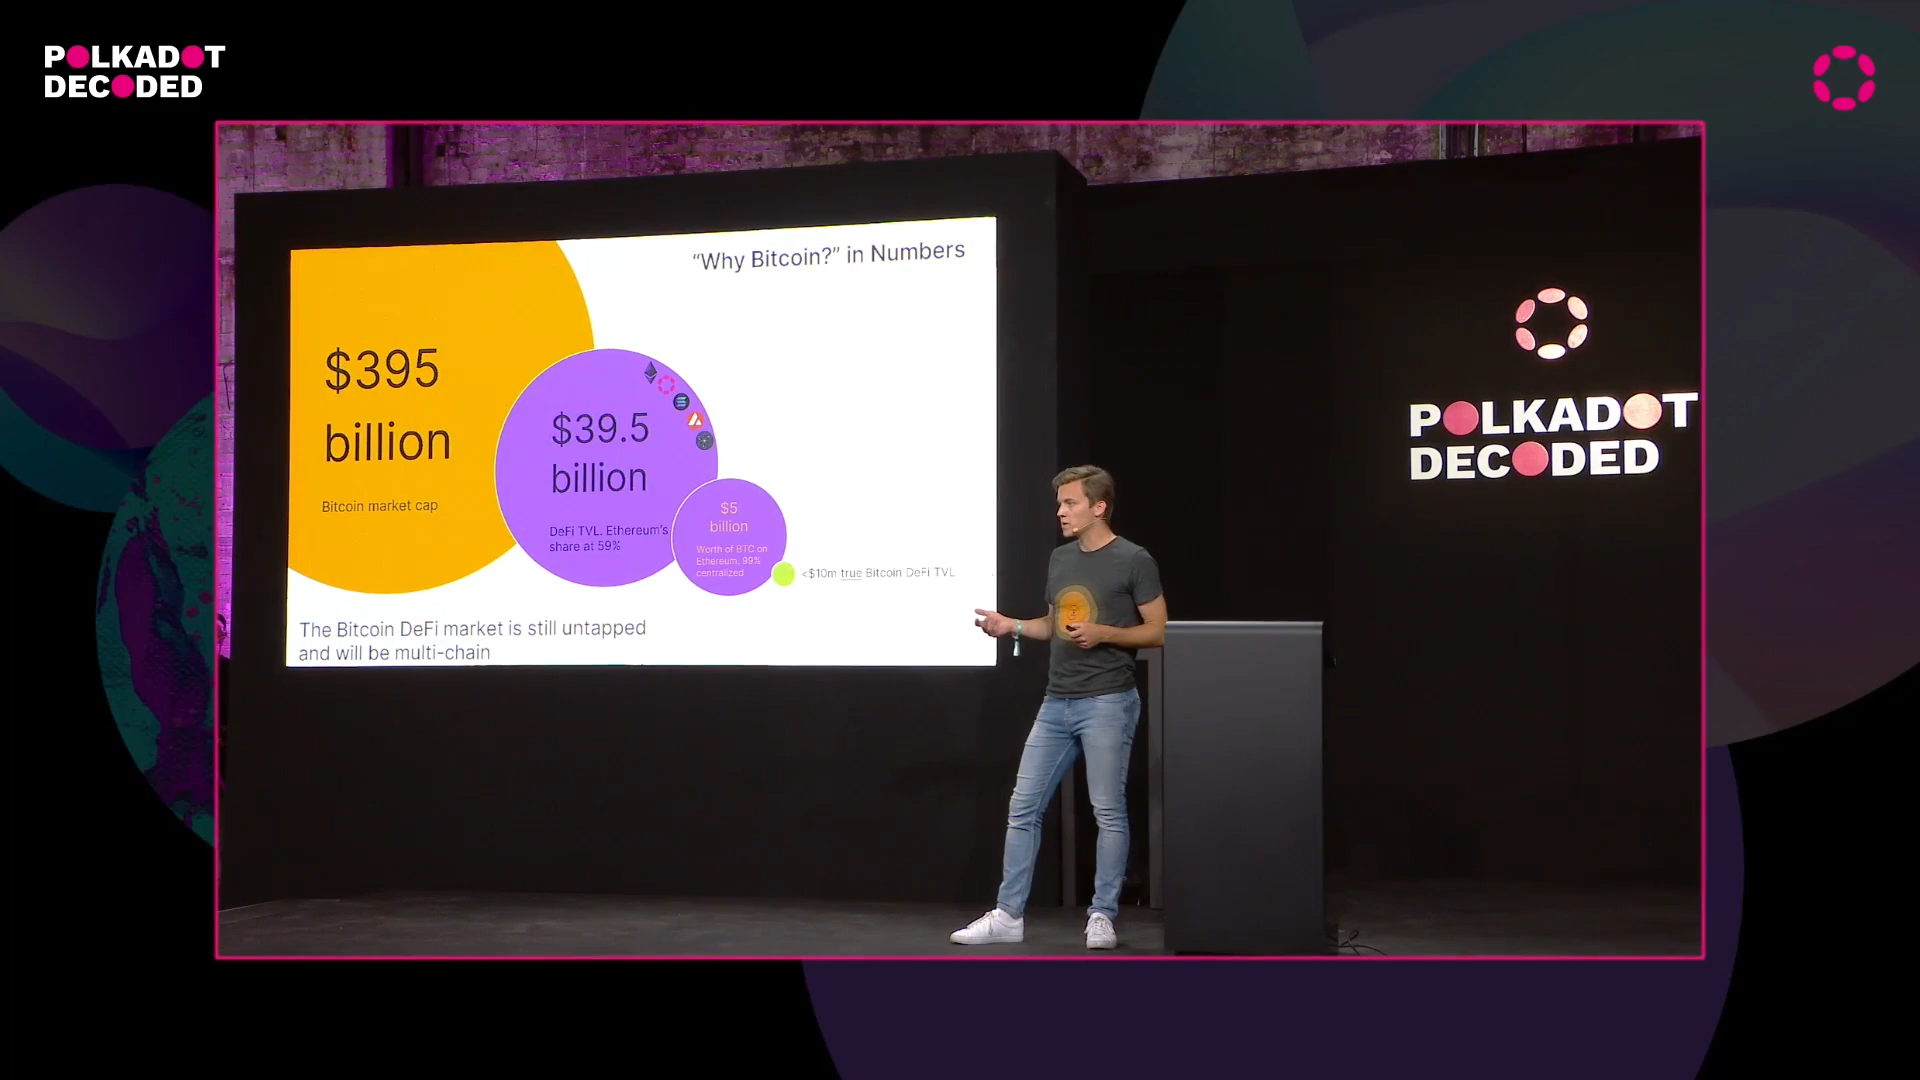 POLKADOT
DECODED
"Why Bitcoin?" in Numbers
$395
billion
Bitcoin market cap
$39.5
billion
DeFi TVL. Ethereum's
share at 59%
$5
billion
Worth of BTC on
Ethereum, 99%
centralized
<$10m true Bitcoin DeFi TVL
The Bitcoin DeFi market is still untapped
and will be multi-chain
POLKADOT
DECODED